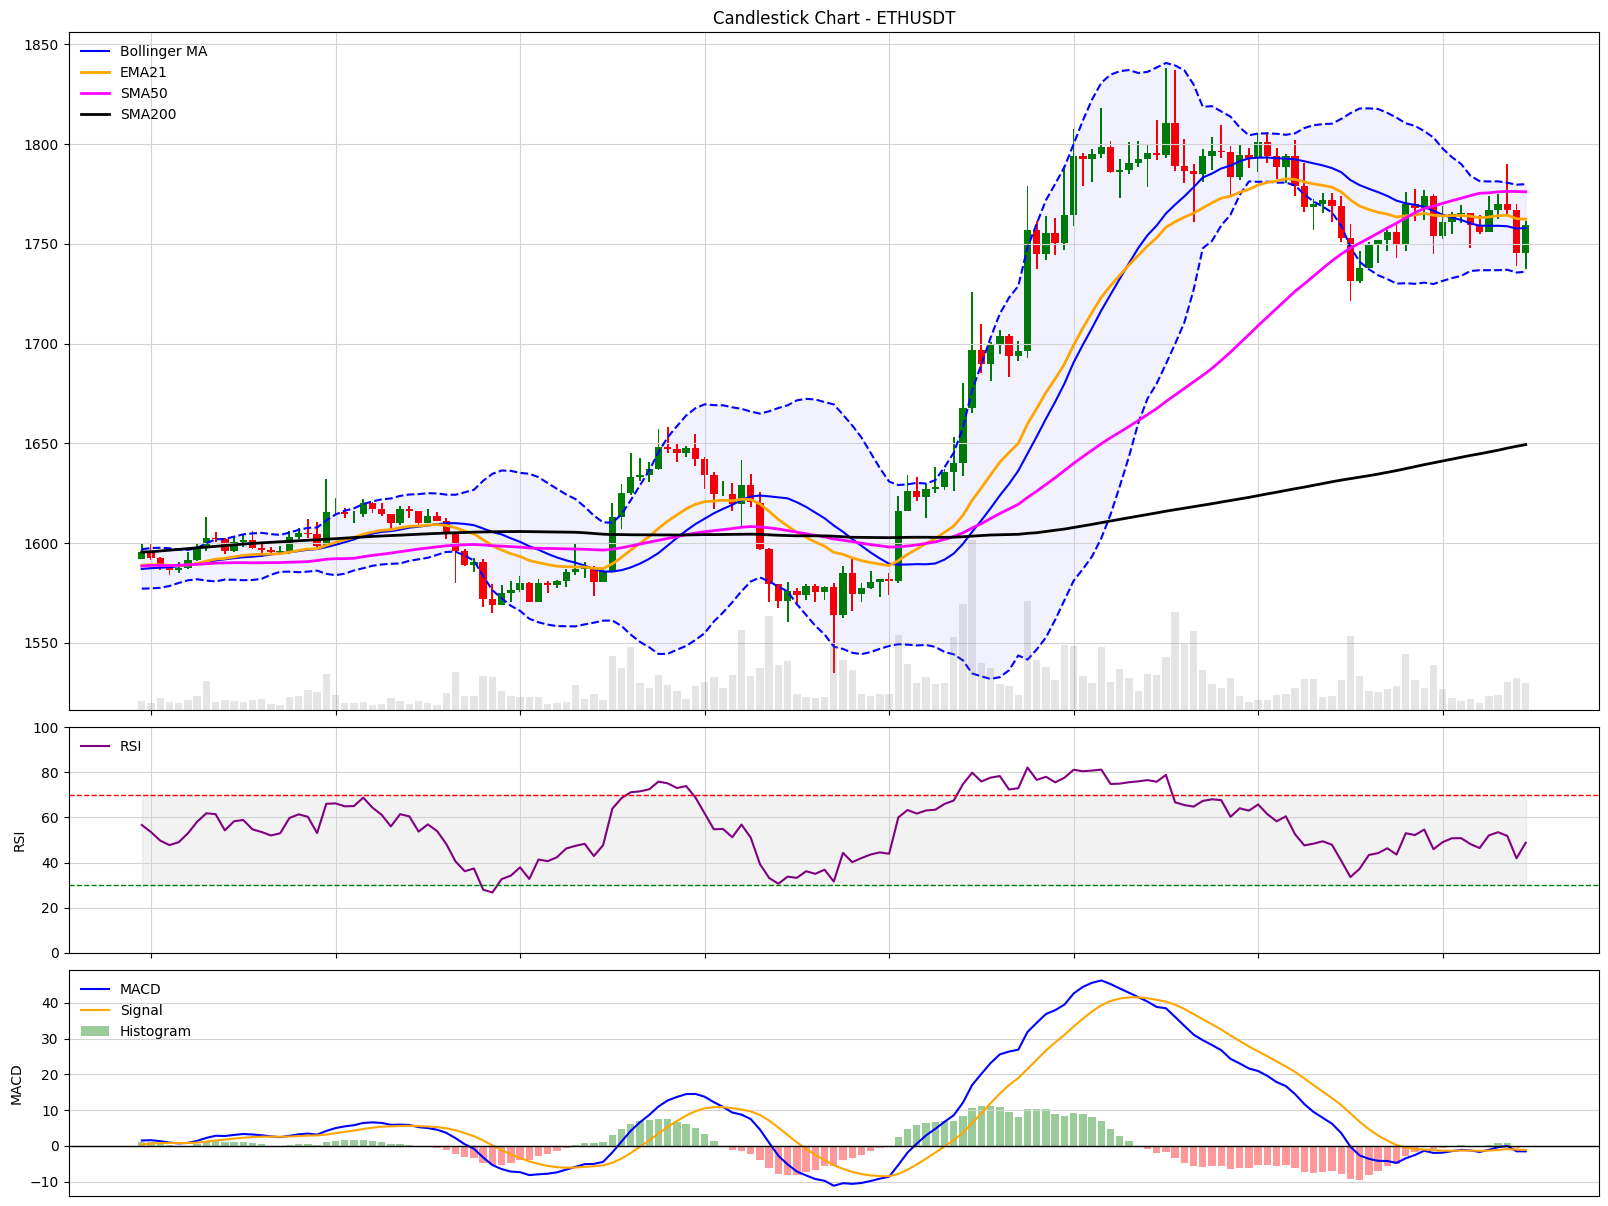 Candlestick Chart - ETHUSDT
Bollinger MA
EMA21
SMA50
SMA200
1850
1800
1750
1700
1650
1600
1550
RSI
100
80
60
40
20
0
RSI
MACD
Signal
Histogram
40
30
20
10
0
−10
MACD